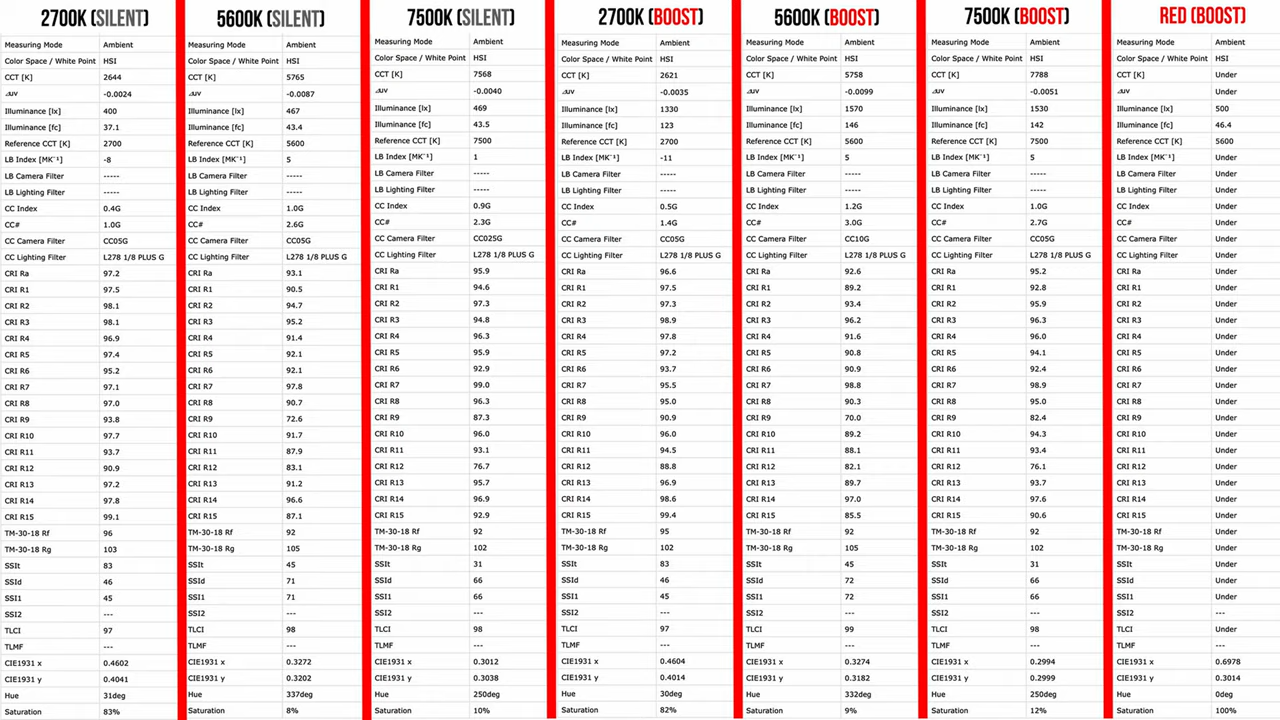 2700K (SILENT)
Measuring Mode Ambient
Color Space / White Point HSI
CCT [K] 2644
⊿uv -0.0024
Illuminance [lx] 400
Illuminance [fc] 37.1
Reference CCT [K] 2700
LB Index [MK⁻¹] -8
LB Camera Filter -----
LB Lighting Filter -----
CC Index 0.4G
CC# 1.0G
CC Camera Filter CC05G
CC Lighting Filter L278 1/8 PLUS G
CRI Ra 97.2
CRI R1 97.5
CRI R2 98.1
CRI R3 98.1
CRI R4 96.9
CRI R5 97.4
CRI R6 95.2
CRI R7 97.1
CRI R8 97.0
CRI R9 93.8
CRI R10 97.7
CRI R11 93.7
CRI R12 90.9
CRI R13 97.2
CRI R14 97.8
CRI R15 99.1
TM-30-18 Rf 96
TM-30-18 Rg 103
SSIt 83
SSId 46
SSI1 45
SSI2 ---
TLCI 97
TLMF ---
CIE1931 x 0.4602
CIE1931 y 0.4041
Hue 31deg
Saturation 83%
5600K (SILENT)
Measuring Mode Ambient
Color Space / White Point HSI
CCT [K] 5765
⊿uv -0.0087
Illuminance [lx] 467
Illuminance [fc] 43.4
Reference CCT [K] 5600
LB Index [MK⁻¹] 5
LB Camera Filter -----
LB Lighting Filter -----
CC Index 1.0G
CC# 2.6G
CC Camera Filter CC05G
CC Lighting Filter L278 1/8 PLUS G
CRI Ra 93.1
CRI R1 90.5
CRI R2 94.7
CRI R3 95.2
CRI R4 91.4
CRI R5 92.1
CRI R6 92.1
CRI R7 97.8
CRI R8 90.7
CRI R9 72.6
CRI R10 91.7
CRI R11 87.9
CRI R12 83.1
CRI R13 91.2
CRI R14 96.6
CRI R15 87.1
TM-30-18 Rf 92
TM-30-18 Rg 105
SSIt 45
SSId 71
SSI1 71
SSI2 ---
TLCI 98
TLMF ---
CIE1931 x 0.3272
CIE1931 y 0.3202
Hue 337deg
Saturation 8%
7500K (SILENT)
Measuring Mode Ambient
Color Space / White Point HSI
CCT [K] 7568
⊿uv -0.0040
Illuminance [lx] 469
Illuminance [fc] 43.5
Reference CCT [K] 7500
LB Index [MK⁻¹] 1
LB Camera Filter -----
LB Lighting Filter -----
CC Index 0.9G
CC# 2.3G
CC Camera Filter CC025G
CC Lighting Filter L278 1/8 PLUS G
CRI Ra 95.9
CRI R1 94.6
CRI R2 97.3
CRI R3 94.8
CRI R4 96.3
CRI R5 95.9
CRI R6 92.9
CRI R7 99.0
CRI R8 96.3
CRI R9 87.3
CRI R10 96.0
CRI R11 93.1
CRI R12 76.7
CRI R13 95.7
CRI R14 96.9
CRI R15 92.9
TM-30-18 Rf 92
TM-30-18 Rg 102
SSIt 31
SSId 66
SSI1 66
SSI2 ---
TLCI 98
TLMF ---
CIE1931 x 0.3012
CIE1931 y 0.3038
Hue 250deg
Saturation 10%
2700K (BOOST)
Measuring Mode Ambient
Color Space / White Point HSI
CCT [K] 2621
⊿uv -0.0035
Illuminance [lx] 1330
Illuminance [fc] 123
Reference CCT [K] 2700
LB Index [MK⁻¹] -11
LB Camera Filter -----
LB Lighting Filter -----
CC Index 0.5G
CC# 1.4G
CC Camera Filter CC05G
CC Lighting Filter L278 1/8 PLUS G
CRI Ra 96.6
CRI R1 97.5
CRI R2 97.3
CRI R3 98.9
CRI R4 97.8
CRI R5 97.2
CRI R6 93.7
CRI R7 95.5
CRI R8 95.0
CRI R9 90.9
CRI R10 96.0
CRI R11 94.5
CRI R12 88.8
CRI R13 96.9
CRI R14 98.6
CRI R15 99.4
TM-30-18 Rf 95
TM-30-18 Rg 102
SSIt 83
SSId 46
SSI1 45
SSI2 ---
TLCI 97
TLMF ---
CIE1931 x 0.4604
CIE1931 y 0.4014
Hue 30deg
Saturation 82%
5600K (BOOST)
Measuring Mode Ambient
Color Space / White Point HSI
CCT [K] 5758
⊿uv -0.0099
Illuminance [lx] 1570
Illuminance [fc] 146
Reference CCT [K] 5600
LB Index [MK⁻¹] 5
LB Camera Filter -----
LB Lighting Filter -----
CC Index 1.2G
CC# 3.0G
CC Camera Filter CC10G
CC Lighting Filter L278 1/8 PLUS G
CRI Ra 92.6
CRI R1 89.2
CRI R2 93.4
CRI R3 96.2
CRI R4 91.6
CRI R5 90.8
CRI R6 90.9
CRI R7 98.8
CRI R8 90.3
CRI R9 70.0
CRI R10 89.2
CRI R11 88.1
CRI R12 82.1
CRI R13 89.7
CRI R14 97.0
CRI R15 85.5
TM-30-18 Rf 92
TM-30-18 Rg 105
SSIt 45
SSId 72
SSI1 72
SSI2 ---
TLCI 99
TLMF ---
CIE1931 x 0.3274
CIE1931 y 0.3182
Hue 332deg
Saturation 9%
7500K (BOOST)
Measuring Mode Ambient
Color Space / White Point HSI
CCT [K] 7788
⊿uv -0.0051
Illuminance [lx] 1530
Illuminance [fc] 142
Reference CCT [K] 7500
LB Index [MK⁻¹] 5
LB Camera Filter -----
LB Lighting Filter -----
CC Index 1.0G
CC# 2.7G
CC Camera Filter CC05G
CC Lighting Filter L278 1/8 PLUS G
CRI Ra 95.2
CRI R1 92.8
CRI R2 95.9
CRI R3 96.3
CRI R4 96.0
CRI R5 94.1
CRI R6 92.4
CRI R7 98.9
CRI R8 95.0
CRI R9 82.4
CRI R10 94.3
CRI R11 93.4
CRI R12 76.1
CRI R13 93.7
CRI R14 97.6
CRI R15 90.6
TM-30-18 Rf 92
TM-30-18 Rg 102
SSIt 31
SSId 66
SSI1 66
SSI2 ---
TLCI 98
TLMF ---
CIE1931 x 0.2994
CIE1931 y 0.2999
Hue 250deg
Saturation 12%
RED (BOOST)
Measuring Mode Ambient
Color Space / White Point HSI
CCT [K] Under
⊿uv Under
Illuminance [lx] 500
Illuminance [fc] 46.4
Reference CCT [K] 5600
LB Index [MK⁻¹] Under
LB Camera Filter Under
LB Lighting Filter Under
CC Index Under
CC# Under
CC Camera Filter Under
CC Lighting Filter Under
CRI Ra Under
CRI R1 Under
CRI R2 Under
CRI R3 Under
CRI R4 Under
CRI R5 Under
CRI R6 Under
CRI R7 Under
CRI R8 Under
CRI R9 Under
CRI R10 Under
CRI R11 Under
CRI R12 Under
CRI R13 Under
CRI R14 Under
CRI R15 Under
TM-30-18 Rf Under
TM-30-18 Rg Under
SSIt Under
SSId Under
SSI1 Under
SSI2 ---
TLCI Under
TLMF ---
CIE1931 x 0.6978
CIE1931 y 0.3014
Hue 0deg
Saturation 100%